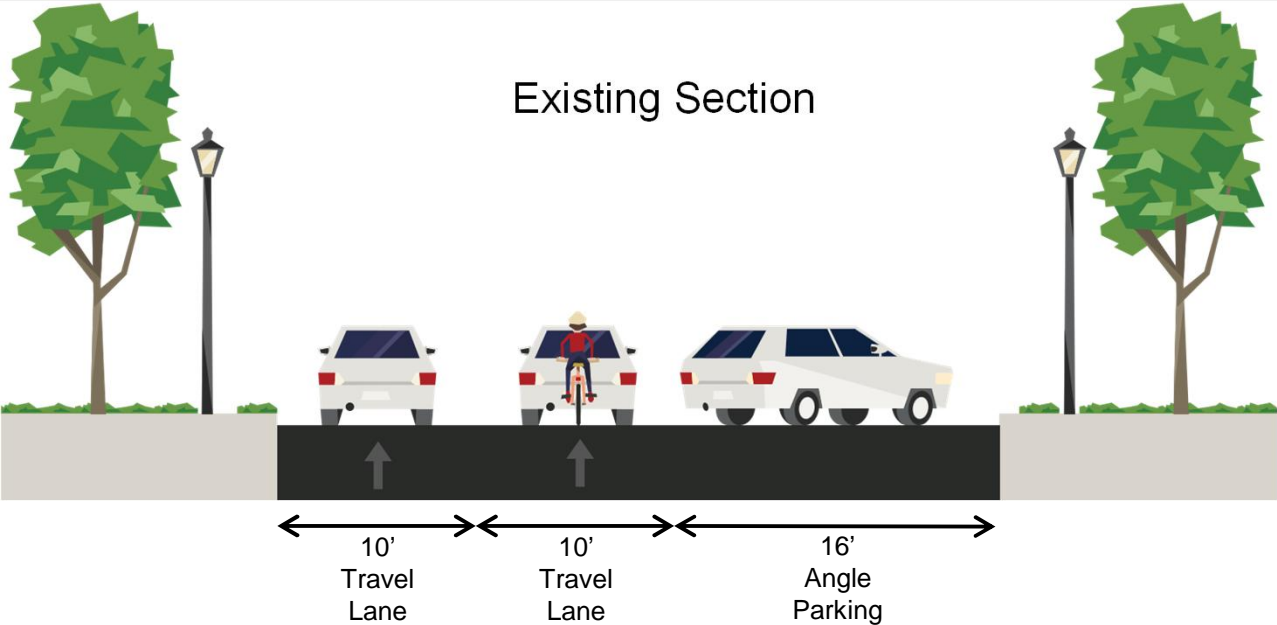 Existing Section
10’
Travel
Lane
10’
Travel
Lane
16’
Angle
Parking